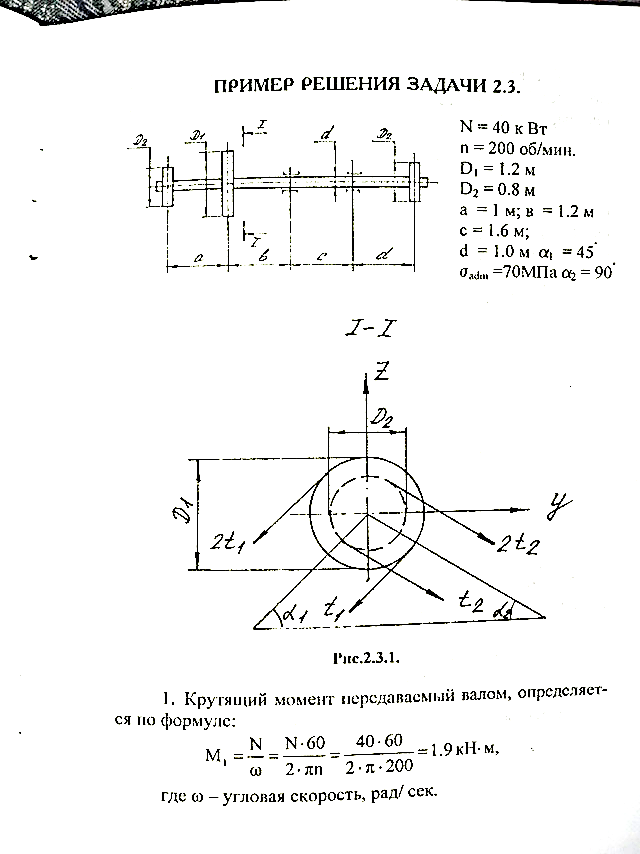 ПРИМЕР РЕШЕНИЯ ЗАДАЧИ 2.3.
D2 D1 I d D2
I
a в c d
N = 40 к Вт
n = 200 об/мин.
D₁ = 1.2 м
D₂ = 0.8 м
a = 1 м; в = 1.2 м
c = 1.6 м;
d = 1.0 м α₁ = 45°
σadm =70МПа α₂ = 90°
I-I
Z
D2
D1
y
2t1 2t2
α1 t1 t2 α2
Рис.2.3.1.
1. Крутящий момент передаваемый валом, определяет-
ся по формуле:
M₁ = N/ω = N·60/2·πn = 40·60/2·π·200 = 1.9 кН·м,
где ω – угловая скорость, рад/ сек.